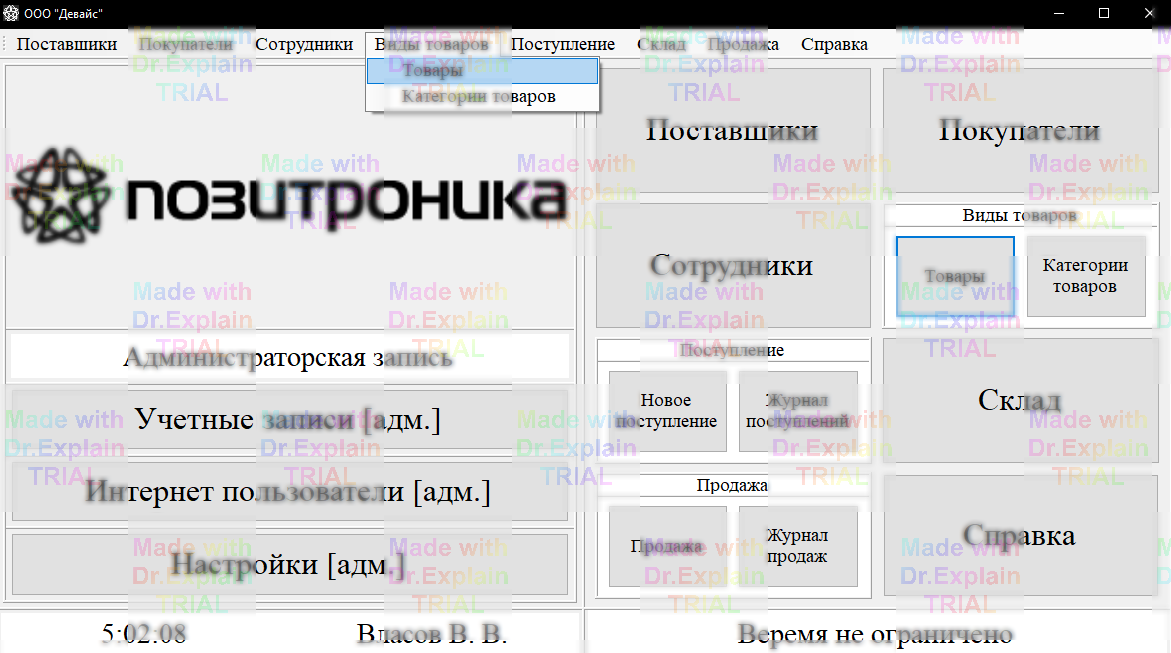 ООО "Девайс"
Поставщики Покупатели Сотрудники Виды товаров Поступление Склад Продажа Справка
Товары
Категории товаров
позитроника
Администраторская запись
Учетные записи [адм.]
Интернет пользователи [адм.]
Настройки [адм.]
Поставщики
Покупатели
Сотрудники
Виды товаров
Товары
Категории
товаров
Поступление
Новое
поступление
Журнал
поступлений
Склад
Продажа
Продажа
Журнал
продаж
Справка
5:02:08
Власов В. В.
Веремя не ограничено
Made with
Dr.Explain
TRIAL